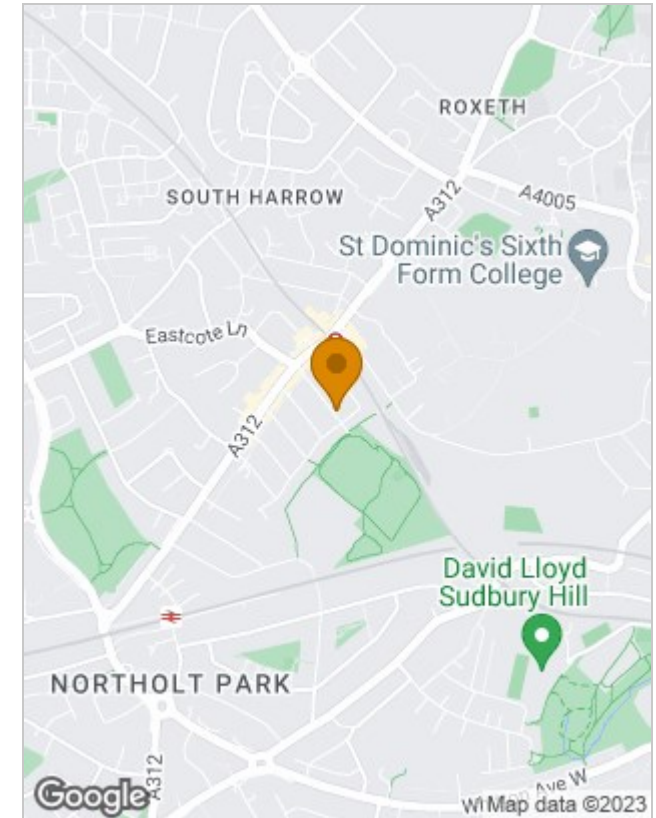 ROXETH
A312
A4005
SOUTH HARROW
St Dominic's Sixth
Form College
Eastcote Ln
A312
David Lloyd
Sudbury Hill
NORTHOLT PARK
A312
Ave W
Google
Map data ©2023